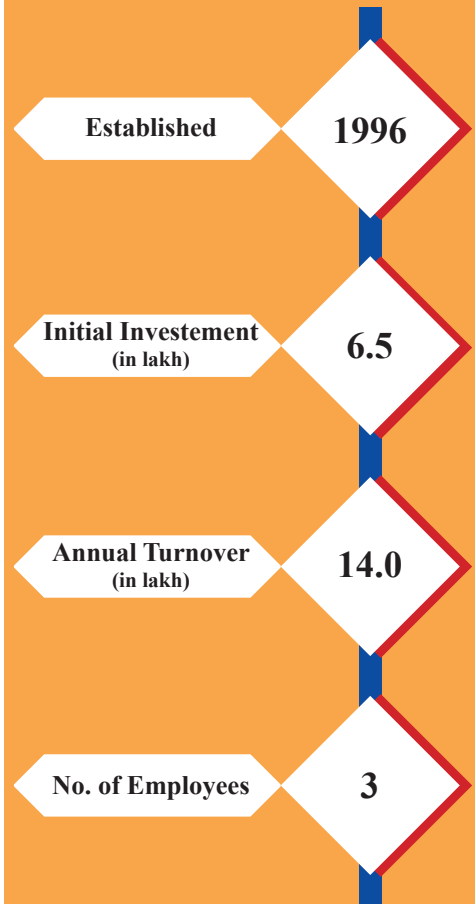 Established
1996
Initial Investement
(in lakh)
6.5
Annual Turnover
(in lakh)
14.0
No. of Employees
3